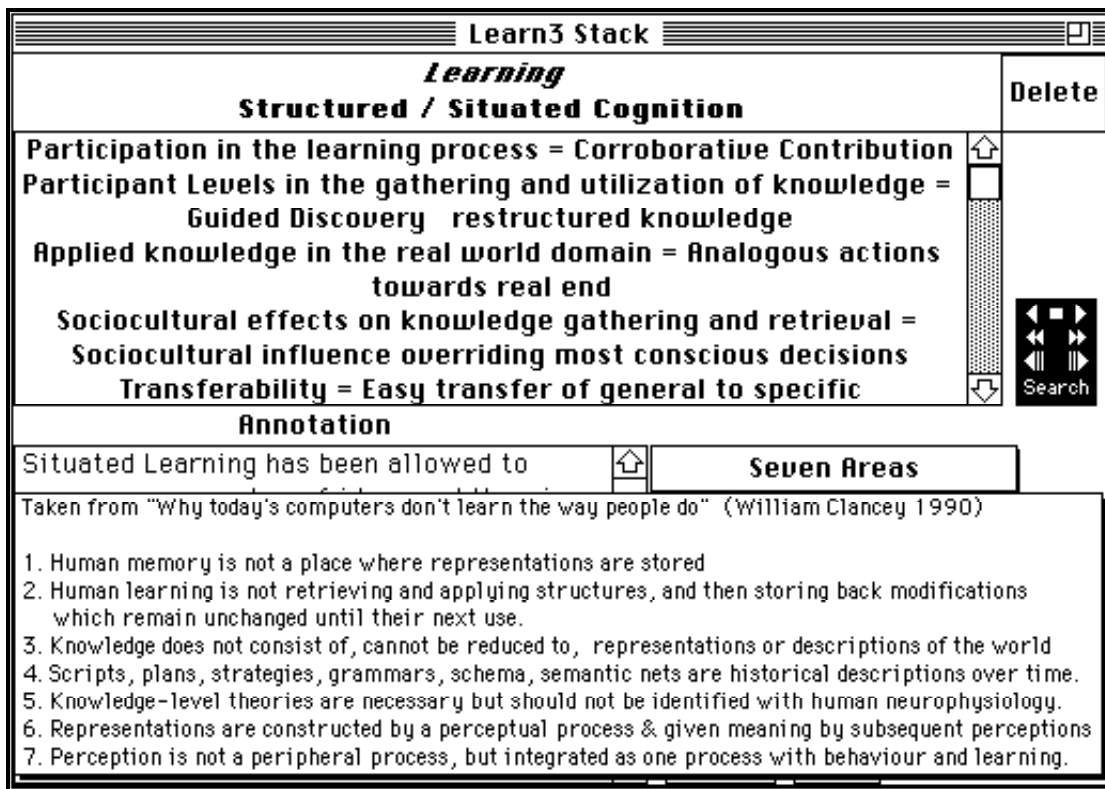 Learn3 Stack
Learning
Structured / Situated Cognition
Delete
Participation in the learning process = Corroborative Contribution
Participant Levels in the gathering and utilization of knowledge =
Guided Discovery restructured knowledge
Applied knowledge in the real world domain = Analogous actions
towards real end
Sociocultural effects on knowledge gathering and retrieval =
Sociocultural influence overriding most conscious decisions
Transferability = Easy transfer of general to specific
Search
Annotation
Situated Learning has been allowed to
Seven Areas
Taken from "Why today's computers don't learn the way people do" (William Clancey 1990)
1. Human memory is not a place where representations are stored
2. Human learning is not retrieving and applying structures, and then storing back modifications
which remain unchanged until their next use.
3. Knowledge does not consist of, cannot be reduced to, representations or descriptions of the world
4. Scripts, plans, strategies, grammars, schema, semantic nets are historical descriptions over time.
5. Knowledge-level theories are necessary but should not be identified with human neurophysiology.
6. Representations are constructed by a perceptual process & given meaning by subsequent perceptions
7. Perception is not a peripheral process, but integrated as one process with behaviour and learning.